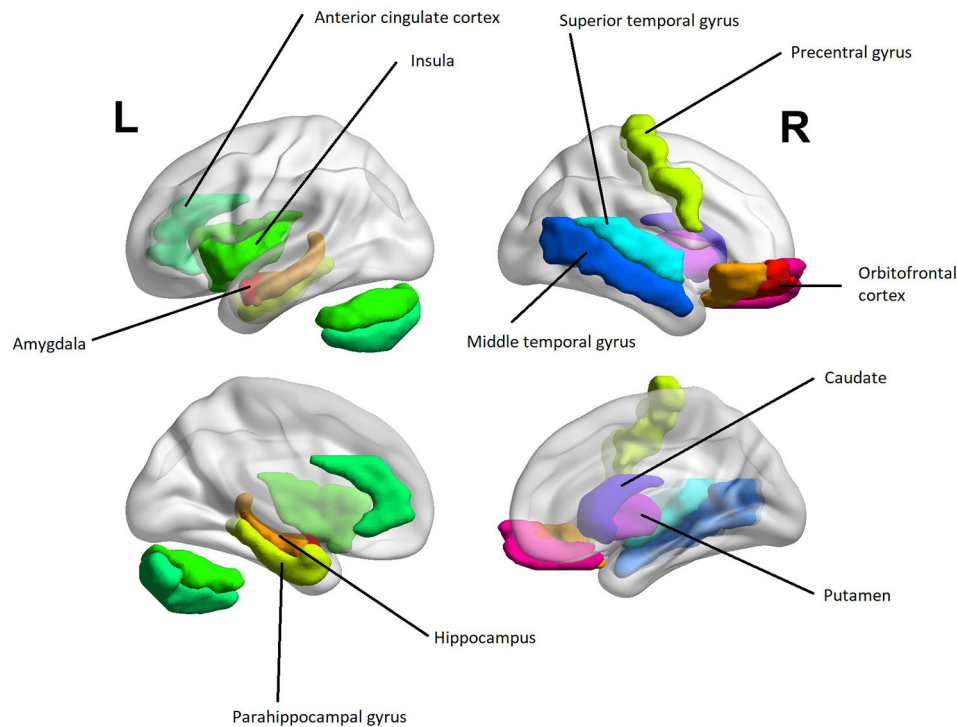 Anterior cingulate cortex
Insula
Superior temporal gyrus
Precentral gyrus
L
R
Orbitofrontal
cortex
Amygdala
Middle temporal gyrus
Caudate
Putamen
Hippocampus
Parahippocampal gyrus